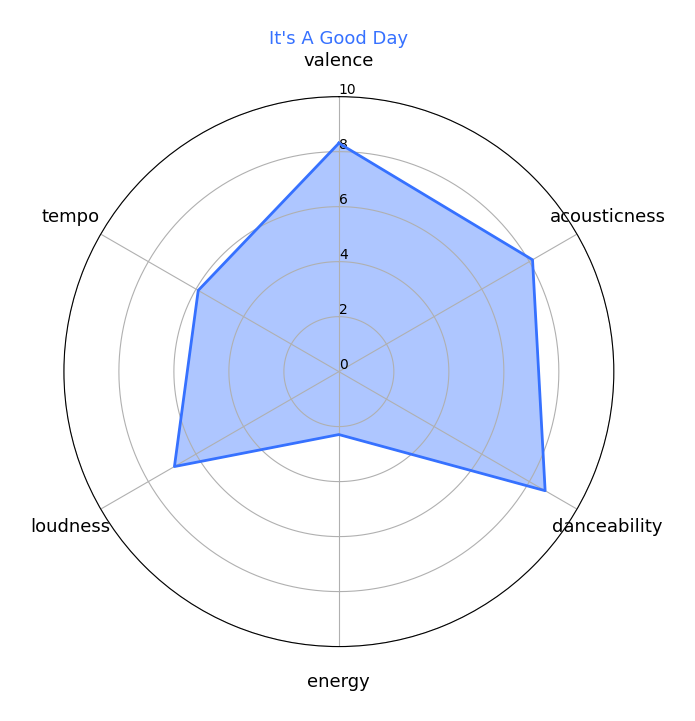 It's A Good Day
valence
10
8
tempo
acousticness
6
4
2
0
loudness
danceability
energy